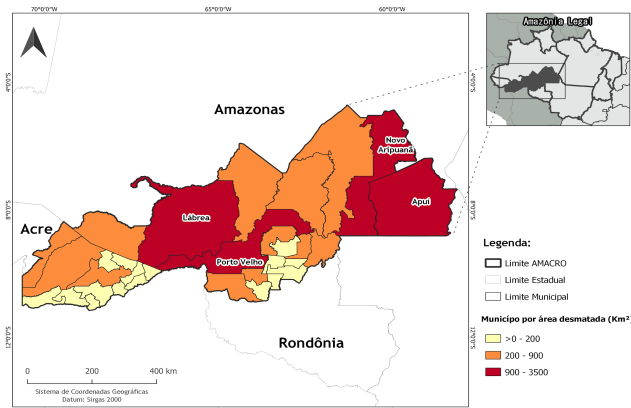 70°0'0"O
65°0'0"O
60°0'0"O
Amazônia Legal
4°0'0"S
4°0'0"S
Amazonas
Novo
Aripuanã
Apuí
Lábrea
8°0'0"S
8°0'0"S
Acre
Porto Velho
Legenda:
Limite AMACRO
Limite Estadual
Limite Municipal
Municípo por área desmatada (Km²)
>0 - 200
200 - 900
900 - 3500
12°0'0"S
12°0'0"S
Rondônia
0 200 400 km
Sistema de Coordenadas Geográficas
Datum: Sirgas 2000